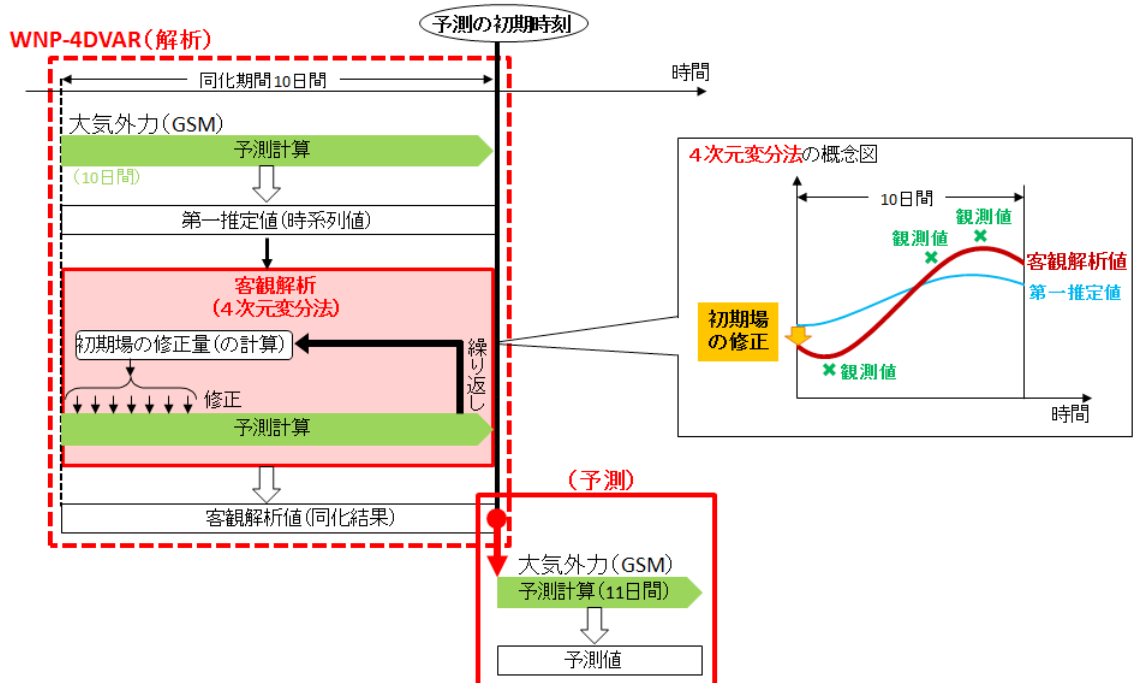 予測の初期時刻
WNP-4DVAR(解析)
同化期間10日間
時間
大気外力(GSM)
予測計算
(10日間)
第一推定値(時系列値)
客観解析
(4次元変分法)
初期場の修正量(の計算)
繰り返し
修正
予測計算
客観解析値(同化結果)
4次元変分法の概念図
10日間
観測値
観測値
客観解析値
第一推定値
初期場
の修正
観測値
時間
(予測)
大気外力(GSM)
予測計算(11日間)
予測値